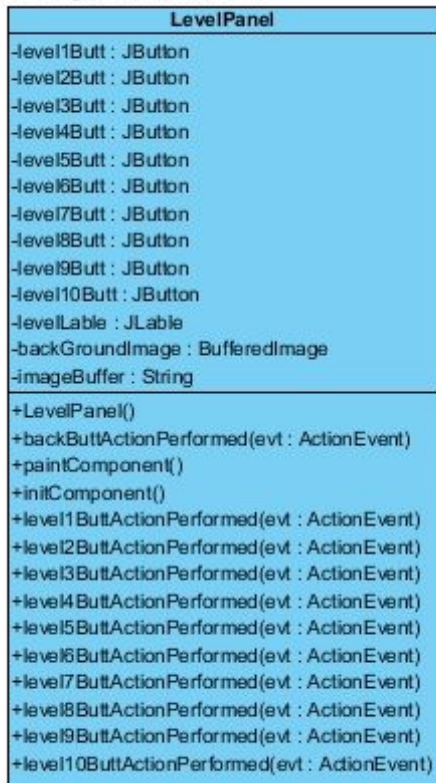 LevelPanel
-level1Butt : JButton
-level2Butt : JButton
-level3Butt : JButton
-level4Butt : JButton
-level5Butt : JButton
-level6Butt : JButton
-level7Butt : JButton
-level8Butt : JButton
-level9Butt : JButton
-level10Butt : JButton
-levelLable : JLable
-backGroundImage : BufferedImage
-imageBuffer : String
+LevelPanel()
+backButtActionPerformed(evt : ActionEvent)
+paintComponent()
+initComponent()
+level1ButtActionPerformed(evt : ActionEvent)
+level2ButtActionPerformed(evt : ActionEvent)
+level3ButtActionPerformed(evt : ActionEvent)
+level4ButtActionPerformed(evt : ActionEvent)
+level5ButtActionPerformed(evt : ActionEvent)
+level6ButtActionPerformed(evt : ActionEvent)
+level7ButtActionPerformed(evt : ActionEvent)
+level8ButtActionPerformed(evt : ActionEvent)
+level9ButtActionPerformed(evt : ActionEvent)
+level10ButtActionPerformed(evt : ActionEvent)